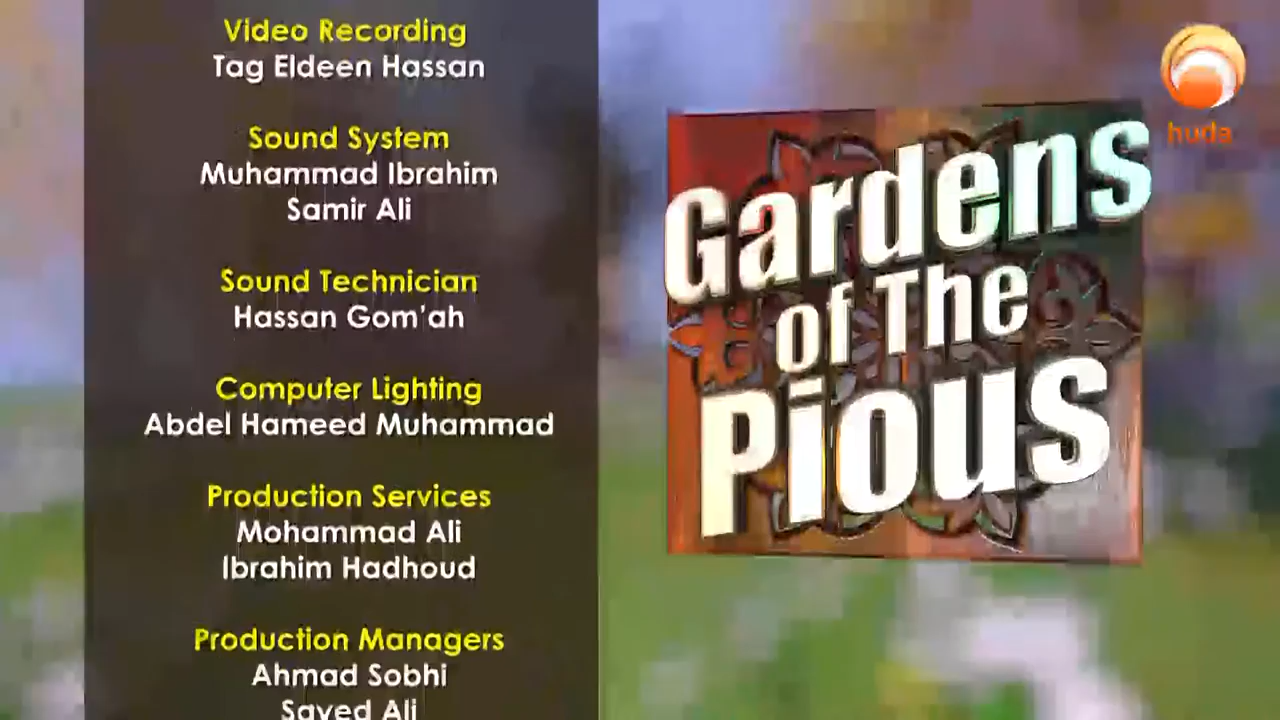 Video Recording
Tag Eldeen Hassan
Sound System
Muhammad Ibrahim
Samir Ali
Sound Technician
Hassan Gom'ah
Computer Lighting
Abdel Hameed Muhammad
Production Services
Mohammad Ali
Ibrahim Hadhoud
Production Managers
Ahmad Sobhi
Sayed Ali
Gardens
of The
Pious
huda